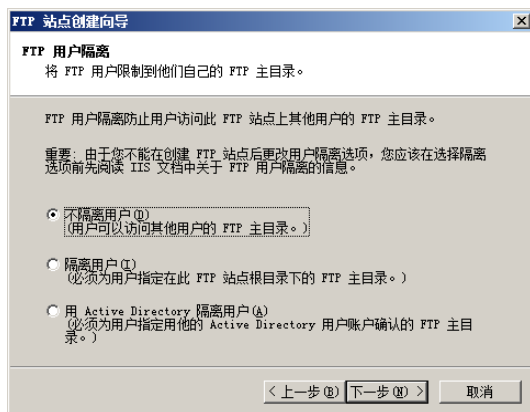 FTP 站点创建向导
FTP 用户隔离
将 FTP 用户限制到他们自己的 FTP 主目录。
FTP 用户隔离防止用户访问此 FTP 站点上其他用户的 FTP 主目录。
重要: 由于您不能在创建 FTP 站点后更改用户隔离选项，您应该在选择隔离
选项前先阅读 IIS 文档中关于 FTP 用户隔离的信息。
不隔离用户(D)
(用户可以访问其他用户的 FTP 主目录。)
隔离用户(I)
(必须为用户指定在此 FTP 站点根目录下的 FTP 主目录。)
用 Active Directory 隔离用户(A)
(必须为用户指定用他的 Active Directory 用户账户确认的 FTP 主目
录。)
< 上一步(B) 下一步(N) > 取消